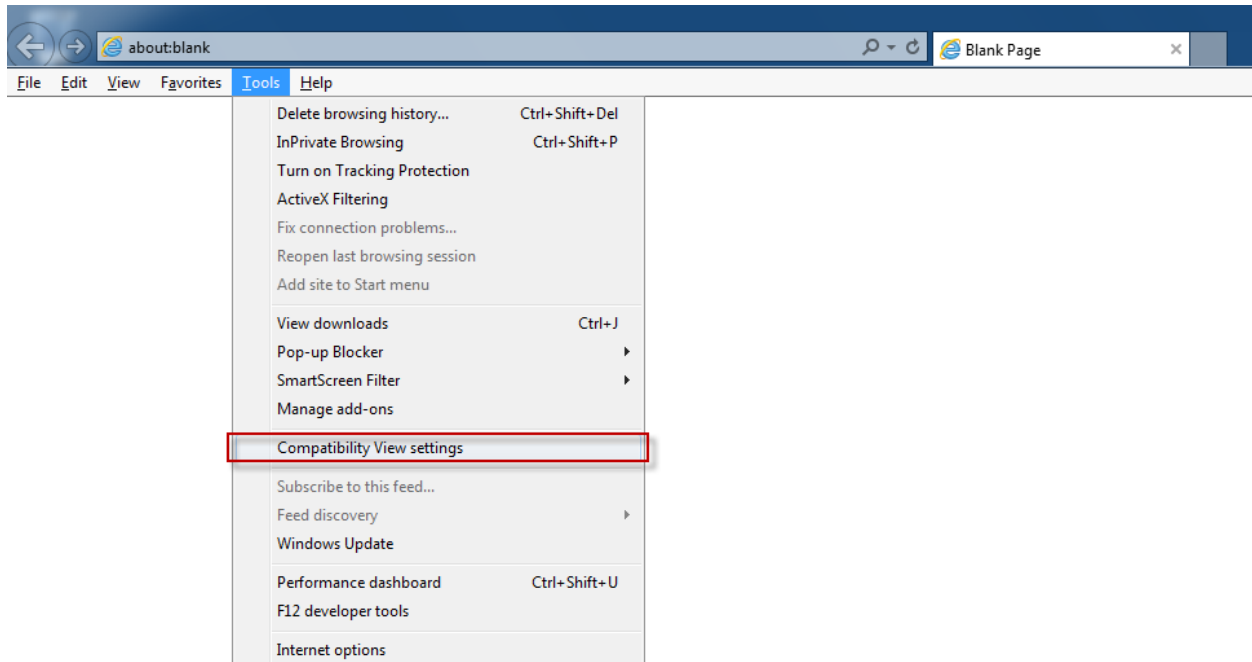 about:blank
Blank Page
File Edit View Favorites Tools Help
Delete browsing history... Ctrl+Shift+Del
InPrivate Browsing Ctrl+Shift+P
Turn on Tracking Protection
ActiveX Filtering
Fix connection problems...
Reopen last browsing session
Add site to Start menu
View downloads Ctrl+J
Pop-up Blocker
SmartScreen Filter
Manage add-ons
Compatibility View settings
Subscribe to this feed...
Feed discovery
Windows Update
Performance dashboard Ctrl+Shift+U
F12 developer tools
Internet options